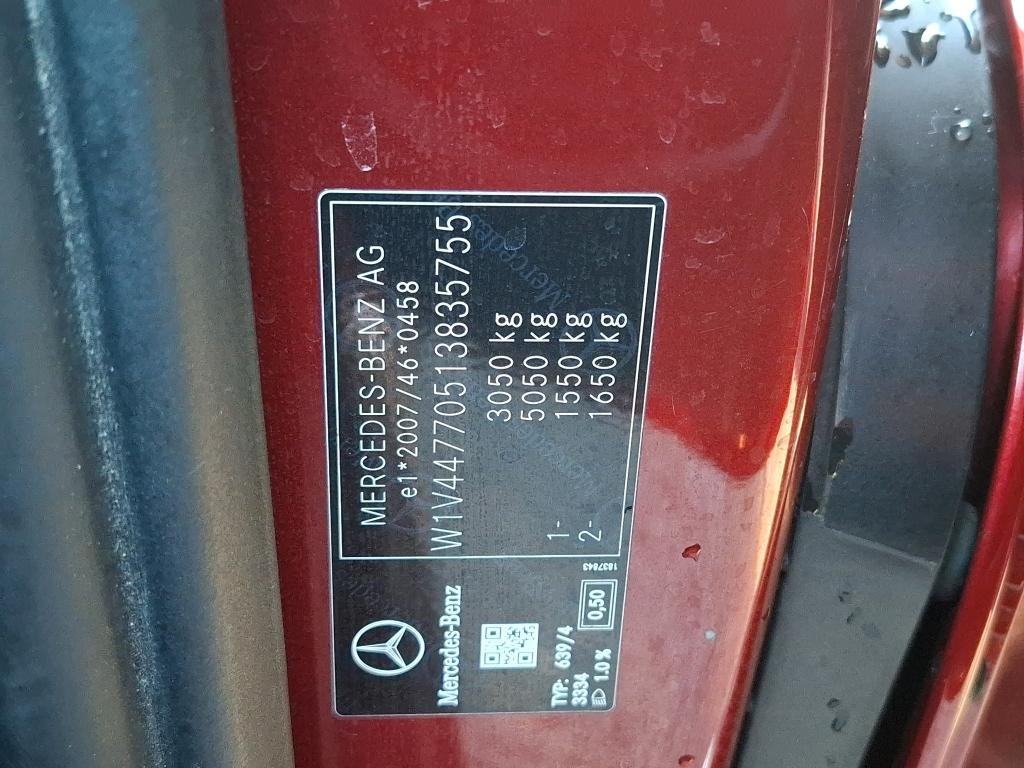 MERCEDES-BENZ AG
e1*2007/46*0458
W1V44770513835755
3050 kg
5050 kg
1- 1550 kg
2- 1650 kg
Mercedes-Benz
TYP: 639/4
3334
1.0 %
0,50
1837843